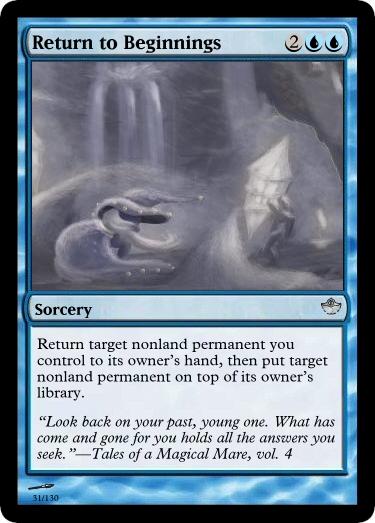 Return to Beginnings 2
Sorcery
Return target nonland permanent you
control to its owner's hand, then put target
nonland permanent on top of its owner's
library.
"Look back on your past, young one. What has
come and gone for you holds all the answers you
seek."—Tales of a Magical Mare, vol. 4
31/130